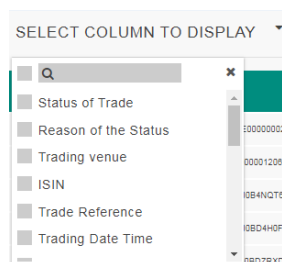 SELECT COLUMN TO DISPLAY
Status of Trade
Reason of the Status
Trading venue
ISIN
Trade Reference
Trading Date Time